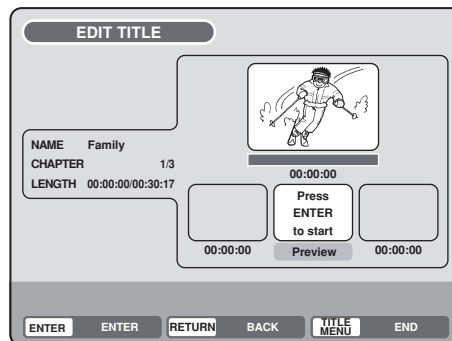 EDIT TITLE
NAME Family
CHAPTER 1/3
LENGTH 00:00:00/00:30:17
00:00:00
Press
ENTER
to start
00:00:00 Preview 00:00:00
ENTER ENTER RETURN BACK TITLE MENU END